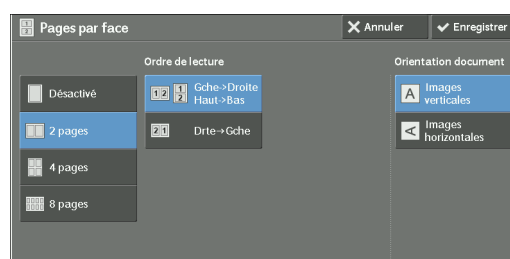 Pages par face
Annuler
Enregistrer
Ordre de lecture
Orientation document
Désactivé
2 pages
4 pages
8 pages
1 2
1
2
Gche->Droite
Haut->Bas
2 1
Drte→Gche
A
Images
verticales
A
Images
horizontales